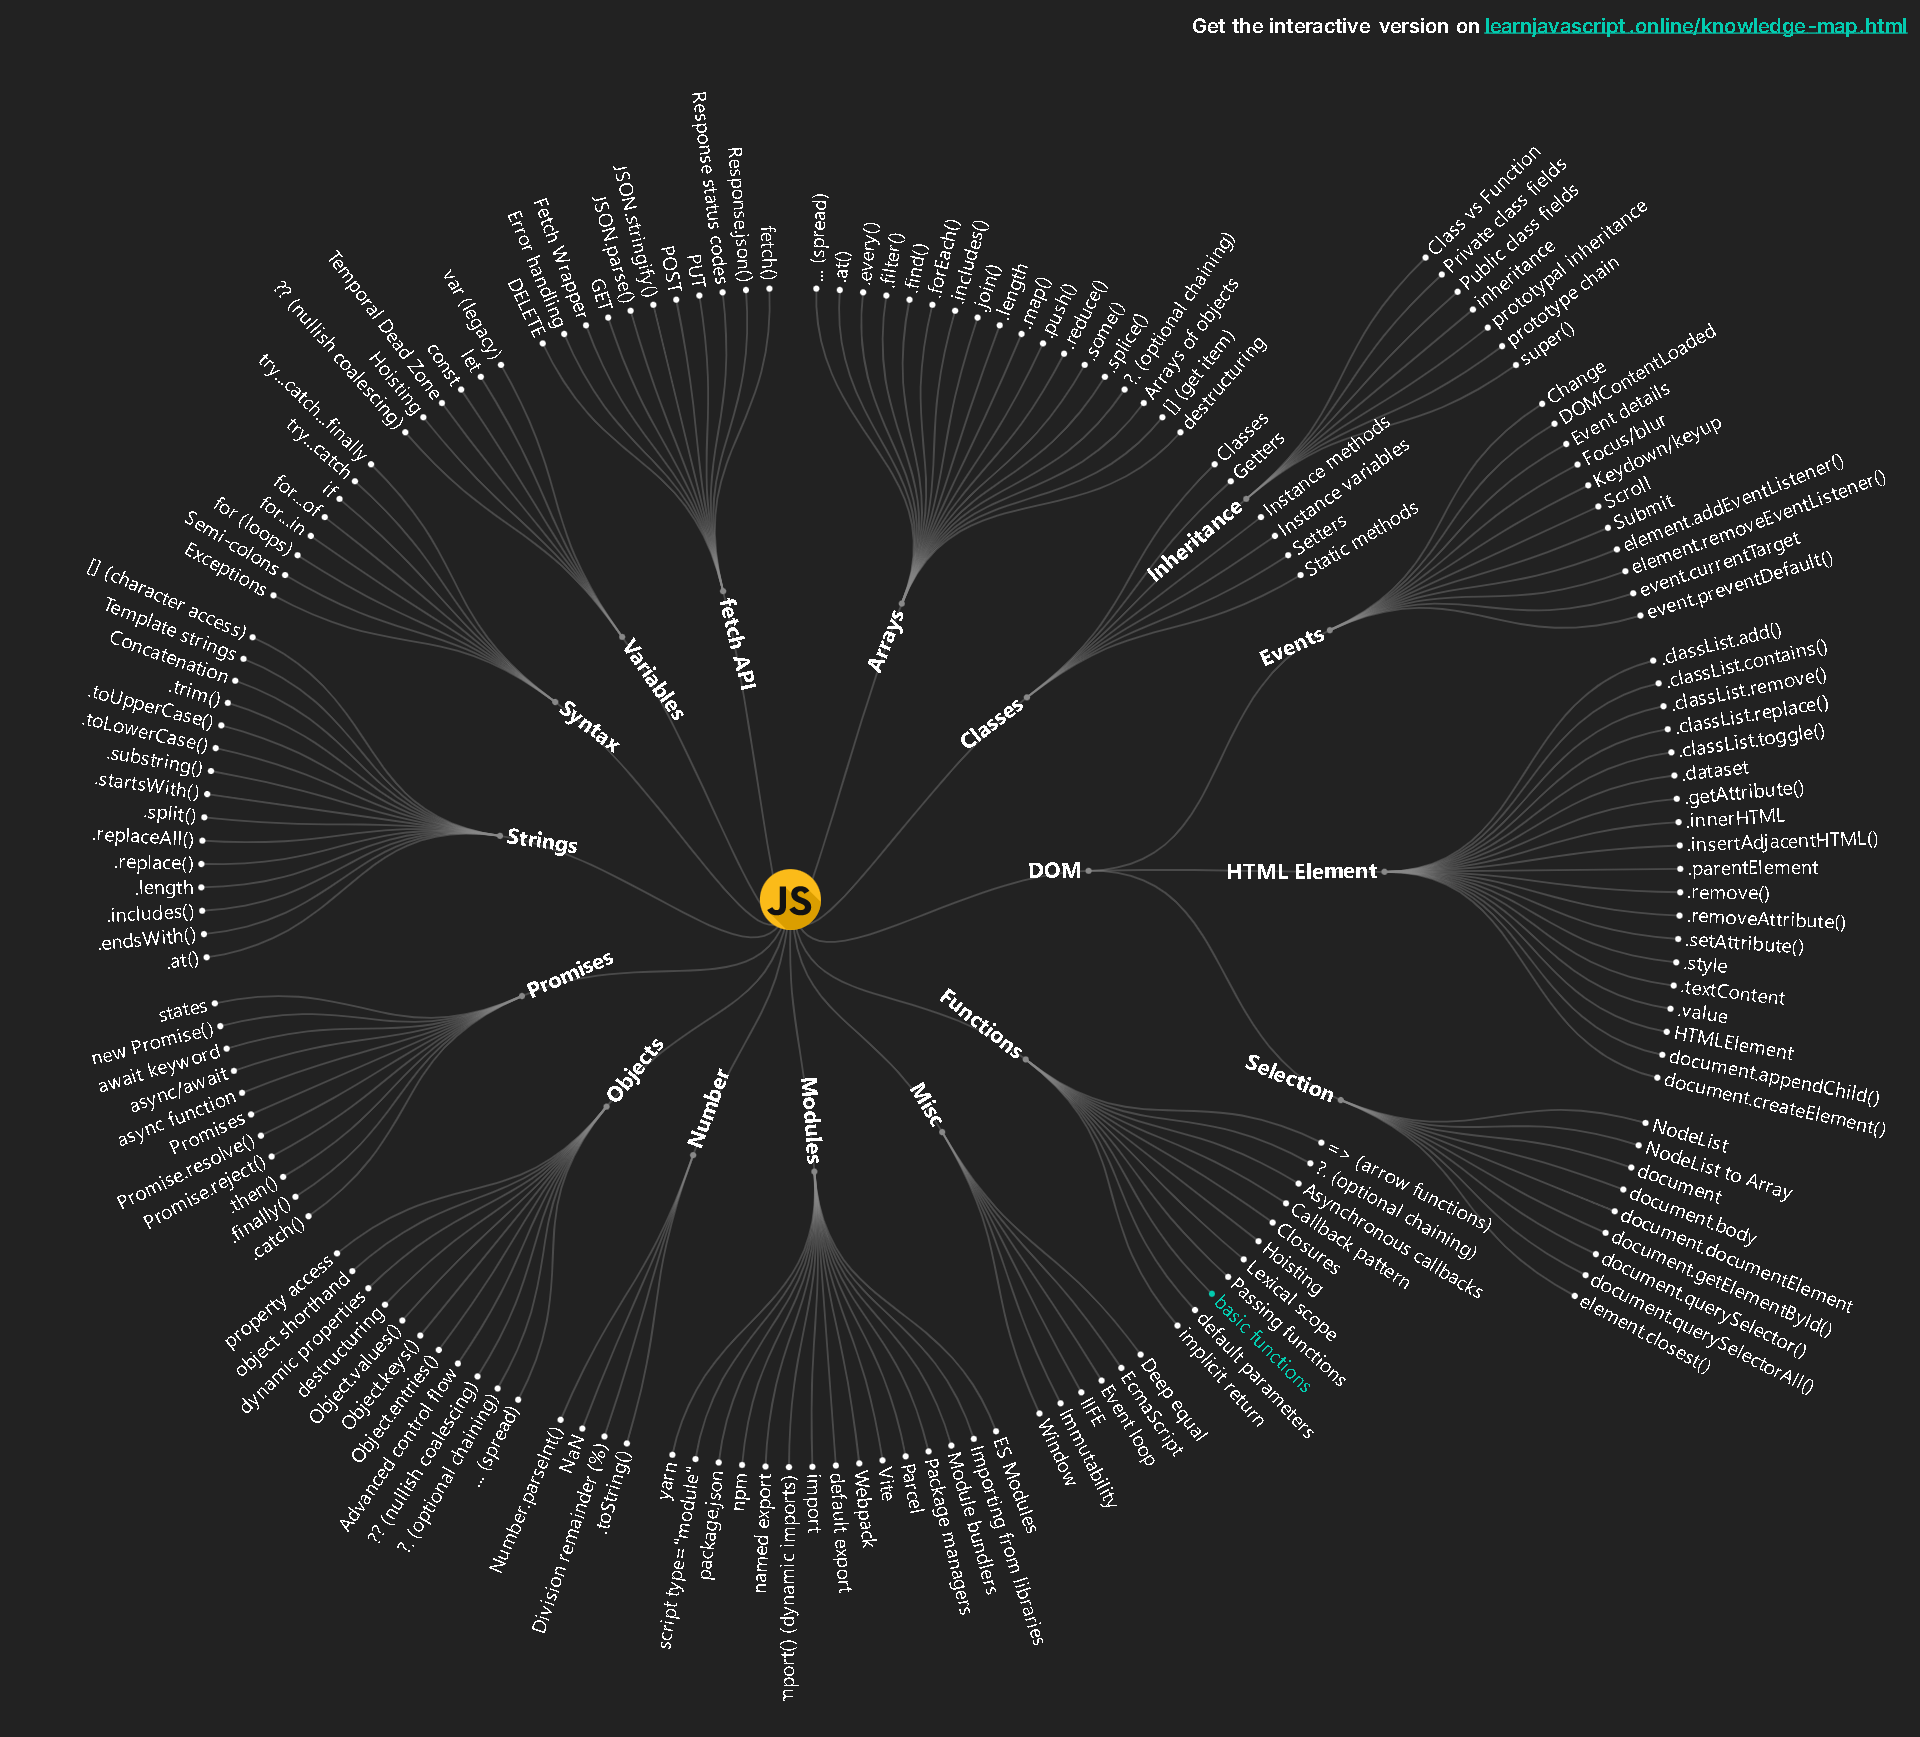 Get the interactive version on learnjavascript.online/knowledge-map.html
JS
fetch API
DELETE
Error handling
Fetch Wrapper
GET
JSON.parse()
JSON.stringify()
POST
PUT
Response status codes
Response.json()
fetch()
Arrays
... (spread)
.at()
.every()
.filter()
.find()
.forEach()
.includes()
.join()
.length
.map()
.push()
.reduce()
.some()
.splice()
?. (optional chaining)
Arrays of objects
[] (get item)
destructuring
Classes
Classes
Getters
Inheritance
Class vs Function
Private class fields
Public class fields
inheritance
prototypal inheritance
prototype chain
super()
Instance methods
Instance variables
Setters
Static methods
DOM
Events
Change
DOMContentLoaded
Event details
Focus/blur
Keydown/keyup
Scroll
Submit
element.addEventListener()
element.removeEventListener()
event.currentTarget
event.preventDefault()
HTML Element
.classList.add()
.classList.contains()
.classList.remove()
.classList.replace()
.classList.toggle()
.dataset
.getAttribute()
.innerHTML
.insertAdjacentHTML()
.parentElement
.remove()
.removeAttribute()
.setAttribute()
.style
.textContent
.value
HTMLElement
document.appendChild()
document.createElement()
Selection
NodeList
NodeList to Array
document
document.body
document.documentElement
document.getElementById()
document.querySelector()
document.querySelectorAll()
element.closest()
Functions
=> (arrow functions)
?. (optional chaining)
Asynchronous callbacks
Callback pattern
Closures
Hoisting
Lexical scope
Passing functions
basic functions
default parameters
implicit return
Misc
Deep equal
EcmaScript
Event loop
IIFE
Immutability
Window
Modules
ES Modules
Importing from libraries
Module bundlers
Package managers
Parcel
Vite
Webpack
default export
import
mport() (dynamic imports)
named export
npm
package.json
script type="module"
yarn
Number
.toString()
Division remainder (%)
NaN
Number.parseInt()
Objects
... (spread)
?. (optional chaining)
?? (nullish coalescing)
Advanced control flow
Object.entries()
Object.keys()
Object.values()
destructuring
dynamic properties
object shorthand
property access
Promises
.catch()
.finally()
.then()
Promise.reject()
Promise.resolve()
Promises
async function
async/await
await keyword
new Promise()
states
Strings
.at()
.endsWith()
.includes()
.length
.replace()
.replaceAll()
.split()
.startsWith()
.substring()
.toLowerCase()
.toUpperCase()
.trim()
Concatenation
Template strings
[] (character access)
Syntax
Exceptions
Semi-colons
for (loops)
for...in
for...of
if
try...catch
try...catch...finally
Variables
?? (nullish coalescing)
Hoisting
Temporal Dead Zone
const
let
var (legacy)